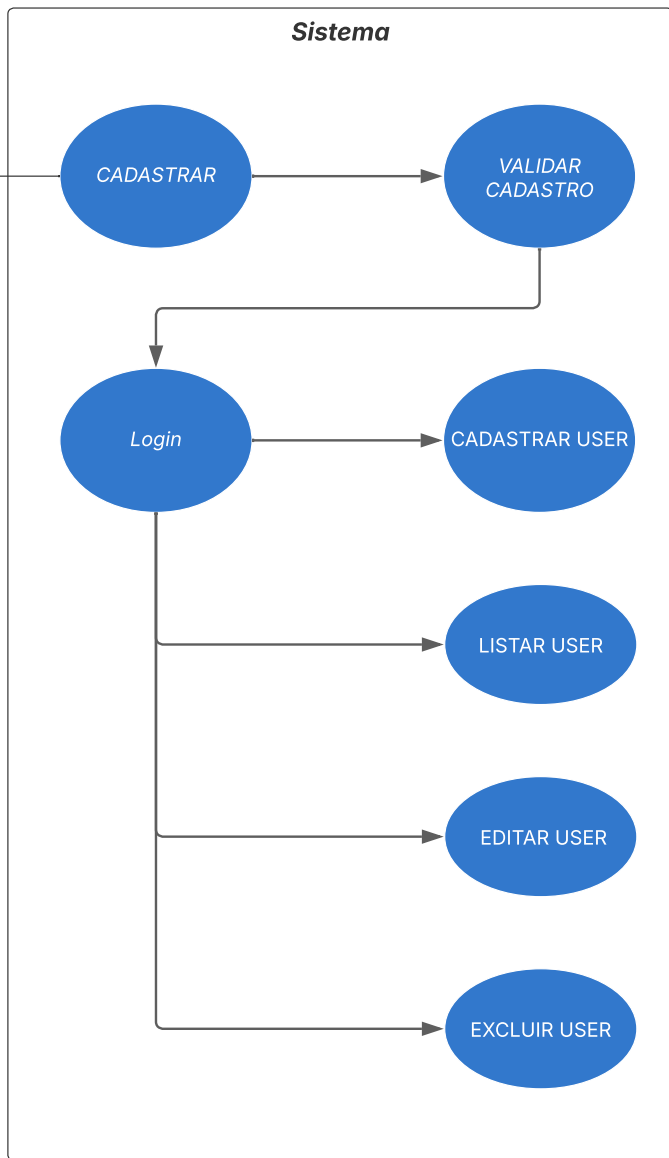 Sistema
CADASTRAR
VALIDAR
CADASTRO
Login
CADASTRAR USER
LISTAR USER
EDITAR USER
EXCLUIR USER